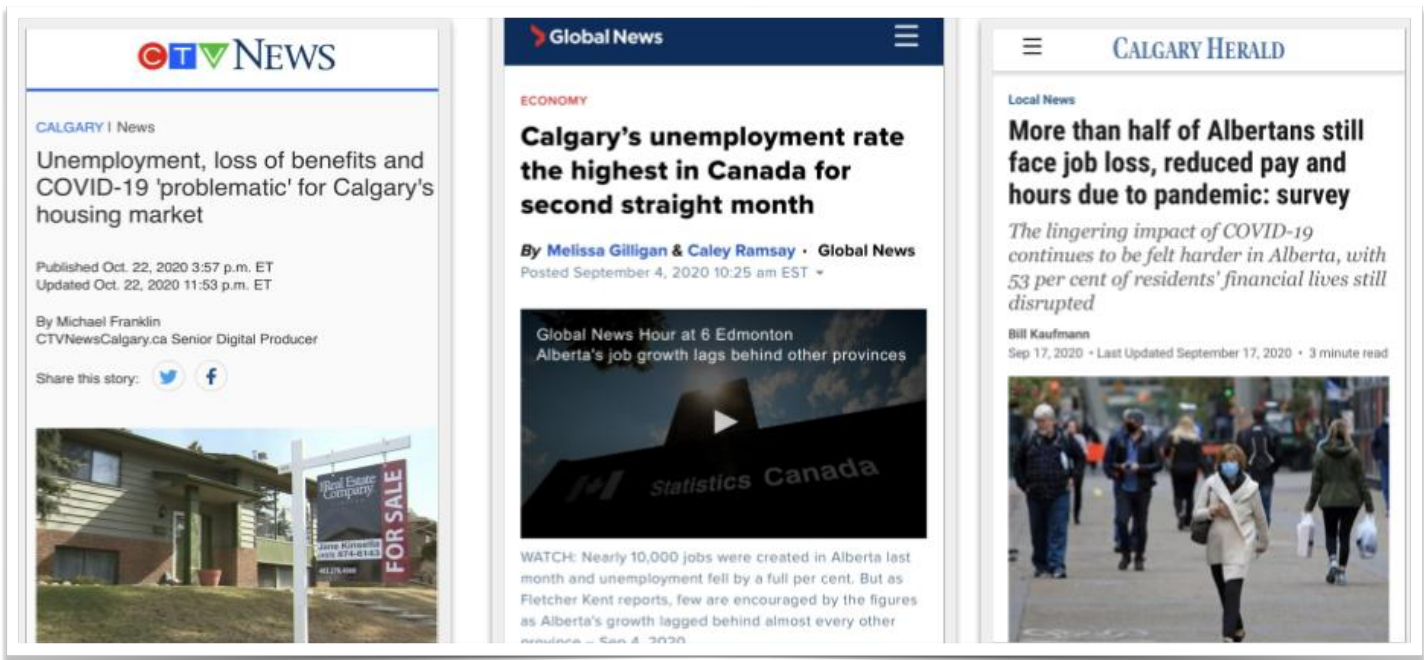 CTV NEWS
CALGARY | News
Unemployment, loss of benefits and
COVID-19 'problematic' for Calgary's
housing market
Published Oct. 22, 2020 3:57 p.m. ET
Updated Oct. 22, 2020 11:53 p.m. ET
By Michael Franklin
CTVNewsCalgary.ca Senior Digital Producer
Share this story:
Real Estate
Company
FOR SALE
Jane Kinsella
674-6143
Global News
ECONOMY
Calgary's unemployment rate
the highest in Canada for
second straight month
By Melissa Gilligan & Caley Ramsay · Global News
Posted September 4, 2020 10:25 am EST
Global News Hour at 6 Edmonton
Alberta's job growth lags behind other provinces
Statistics Canada
WATCH: Nearly 10,000 jobs were created in Alberta last
month and unemployment fell by a full per cent. But as
Fletcher Kent reports, few are encouraged by the figures
as Alberta's growth lagged behind almost every other
province – Sep 4, 2020
CALGARY HERALD
Local News
More than half of Albertans still
face job loss, reduced pay and
hours due to pandemic: survey
The lingering impact of COVID-19
continues to be felt harder in Alberta, with
53 per cent of residents' financial lives still
disrupted
Bill Kaufmann
Sep 17, 2020 • Last Updated September 17, 2020 • 3 minute read